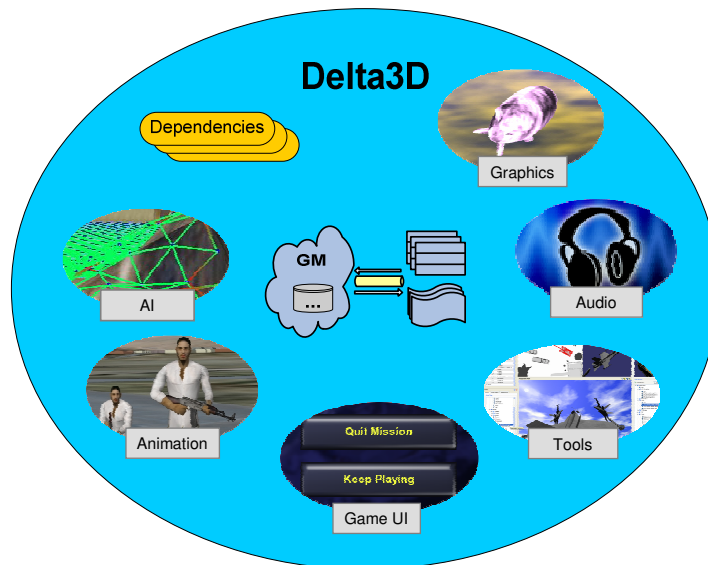 Delta3D
Dependencies
Graphics
GM
...
AI
Audio
Animation
Quit Mission
Keep Playing
Tools
Game UI